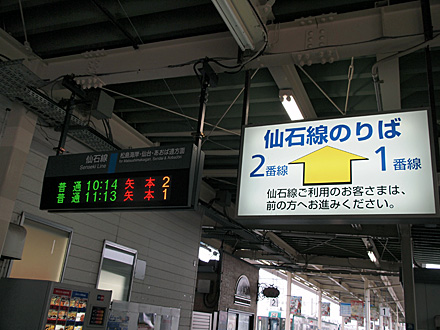 仙石線
Senseki Line
松島海岸・仙台・あおば通方面
普通 10:14 矢本 2
普通 11:13 矢本 1
仙石線のりば
2番線
1番線
仙石線ご利用のお客さまは、
前の方へお進みください。